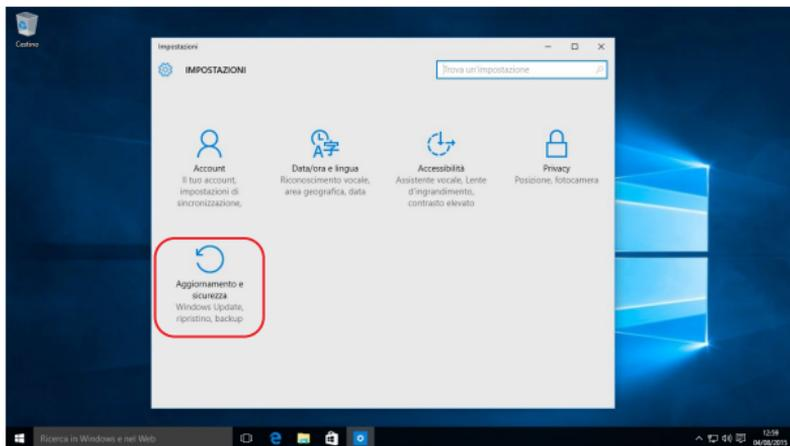 Cestino
Impostazioni
IMPOSTAZIONI
Trova un'impostazione
Account
Il tuo account,
impostazioni di
sincronizzazione,
Data/ora e lingua
Riconoscimento vocale,
area geografica, data
Accessibilità
Assistente vocale, Lente
d'ingrandimento,
contrasto elevato
Privacy
Posizione, fotocamera
Aggiornamento e
sicurezza
Windows Update,
ripristino, backup
Ricerca in Windows e nel Web
12:59
04/08/2015